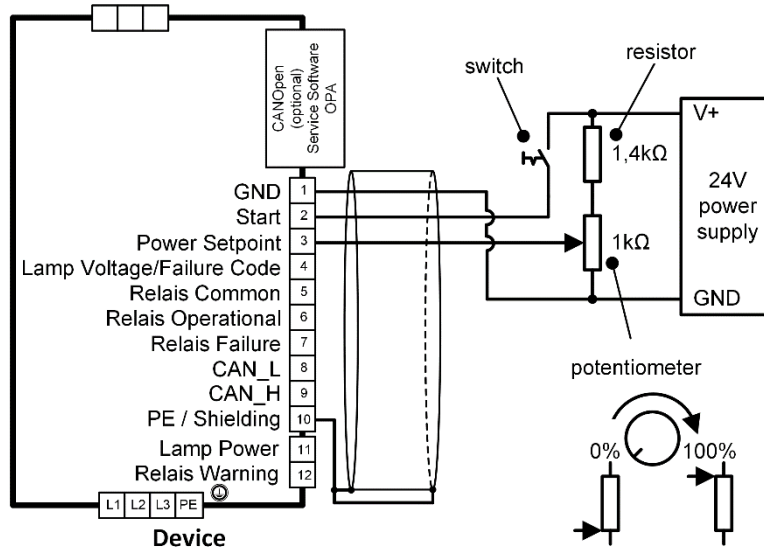 CANOpen
(optional)
Service Software
OPA
GND 1
Start 2
Power Setpoint 3
Lamp Voltage/Failure Code 4
Relais Common 5
Relais Operational 6
Relais Failure 7
CAN_L 8
CAN_H 9
PE / Shielding 10
Lamp Power 11
Relais Warning 12
L1 L2 L3 PE
Device
switch
resistor
1,4kΩ
1kΩ
V+
24V
power
supply
GND
potentiometer
0% 100%